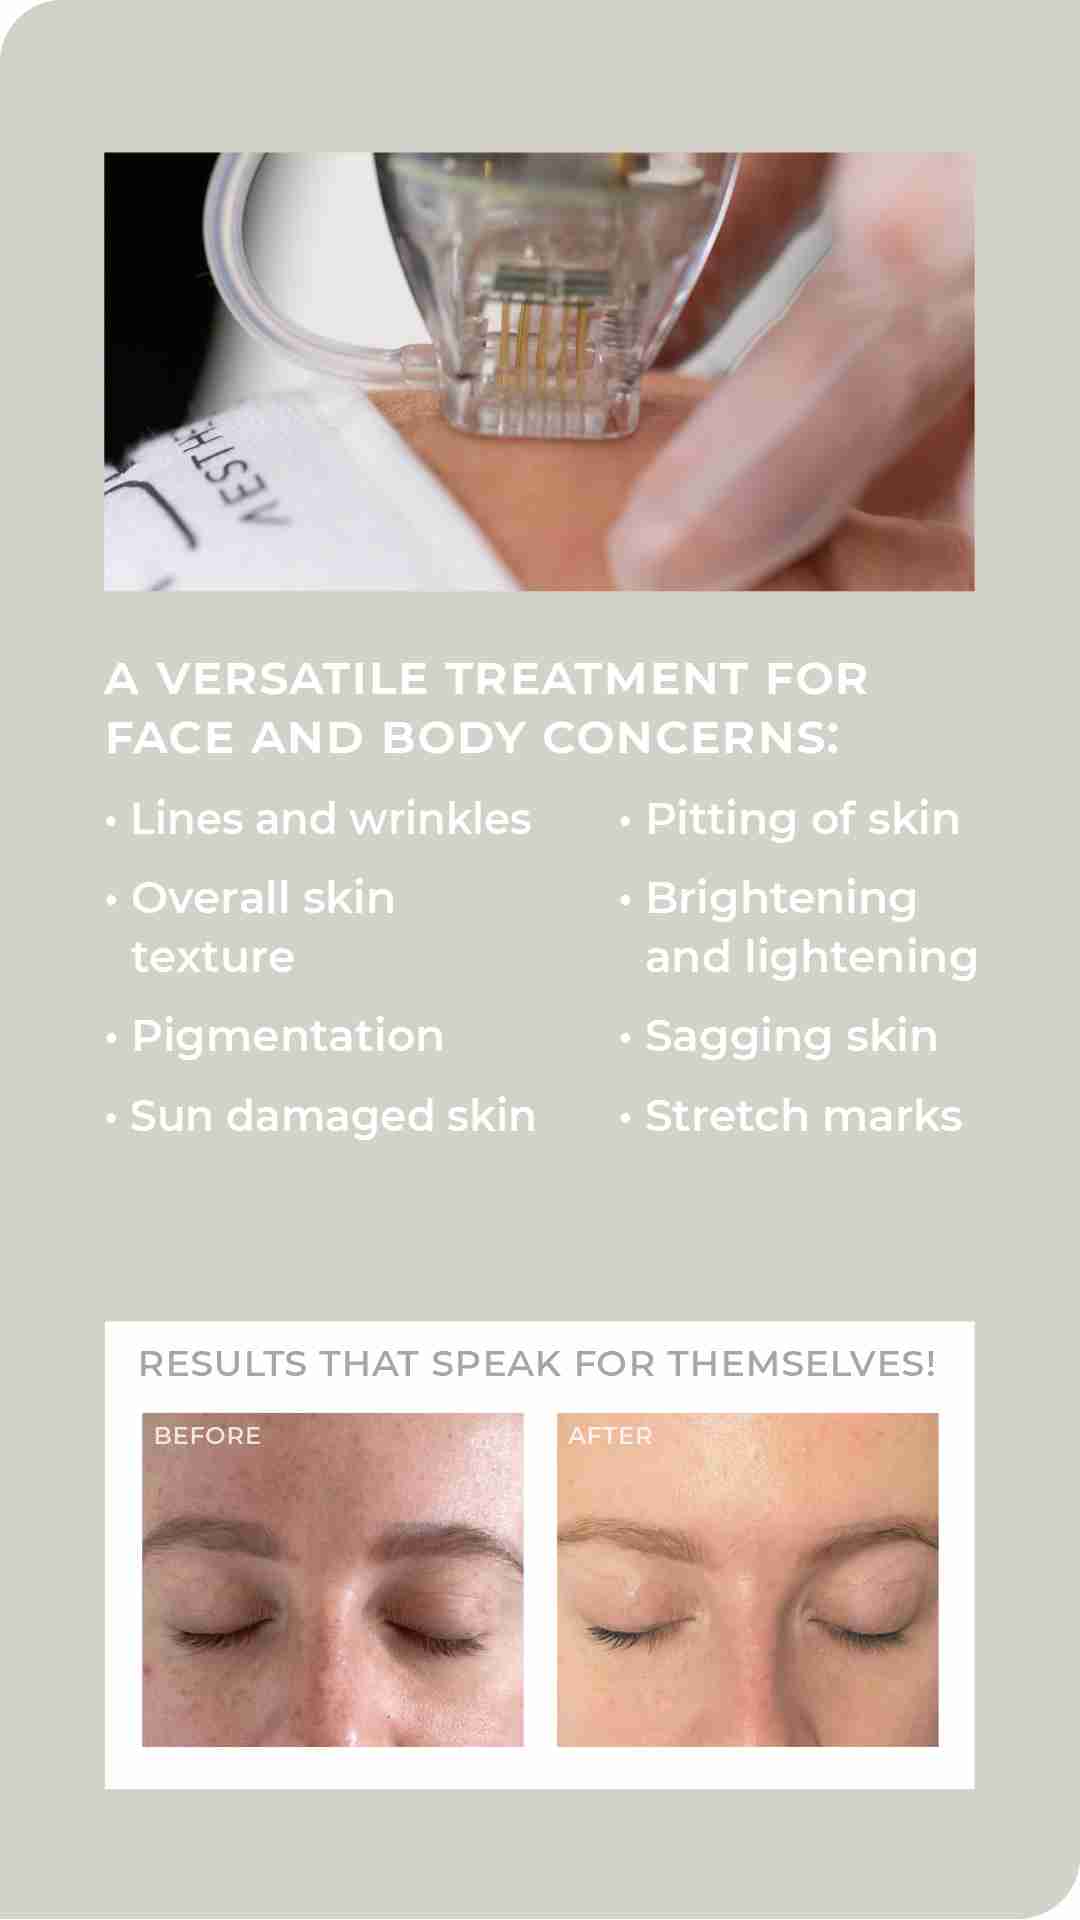 AESTHE
A VERSATILE TREATMENT FOR
FACE AND BODY CONCERNS:
• Lines and wrinkles
• Overall skin
texture
• Pigmentation
• Sun damaged skin
• Pitting of skin
• Brightening
and lightening
• Sagging skin
• Stretch marks
RESULTS THAT SPEAK FOR THEMSELVES!
BEFORE
AFTER